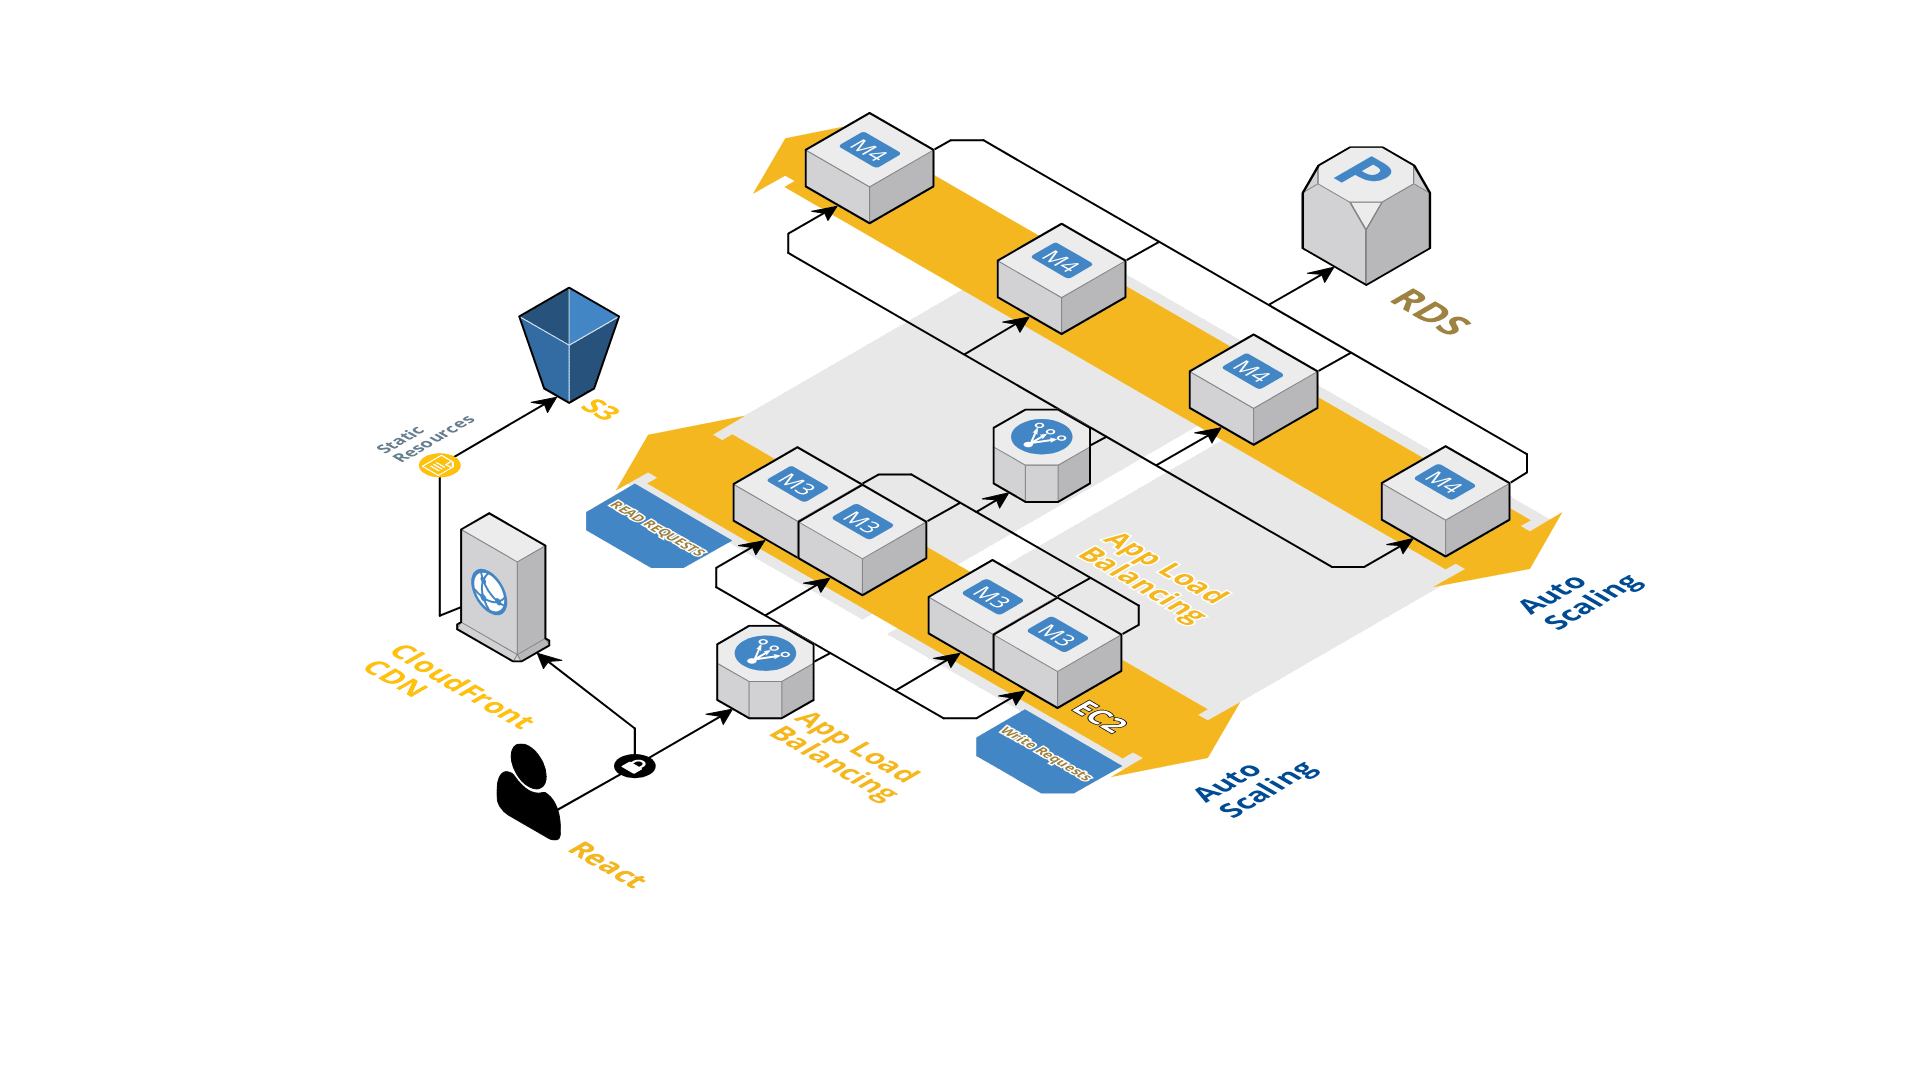 M4
M4
P
RDS
M4
S3
Static
Resources
M4
M3
M3
READ REQUESTS
App Load
Balancing
M3
M3
Auto
Scaling
CloudFront
CDN
EC2
Write Requests
App Load
Balancing
Auto
Scaling
React